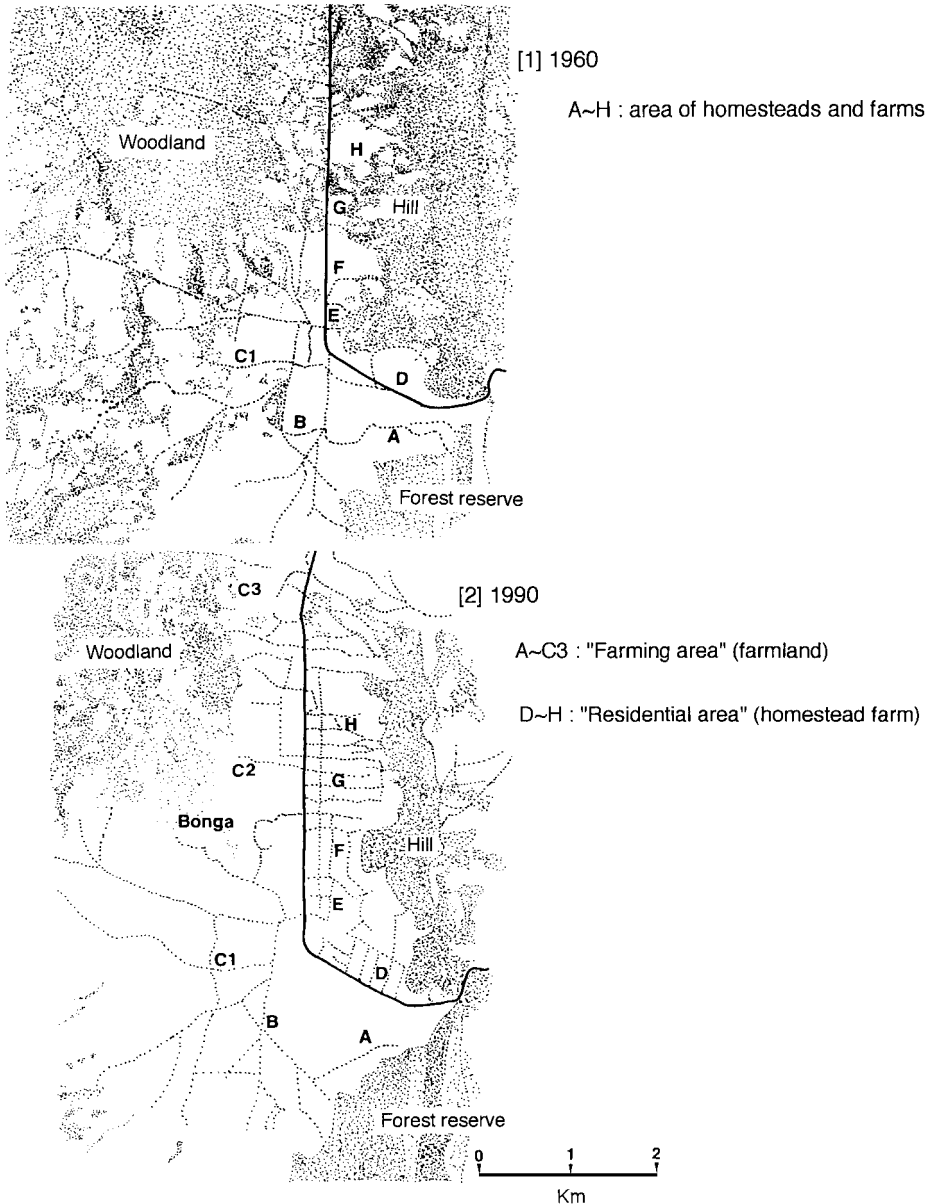 [1] 1960
A~H : area of homesteads and farms
Woodland
H
G
Hill
F
E
C1
D
B
A
Forest reserve
[2] 1990
C3
A~C3 : "Farming area" (farmland)
Woodland
D~H : "Residential area" (homestead farm)
H
C2
G
Bonga
F
Hill
E
C1
D
B
A
Forest reserve
0 1 2
Km